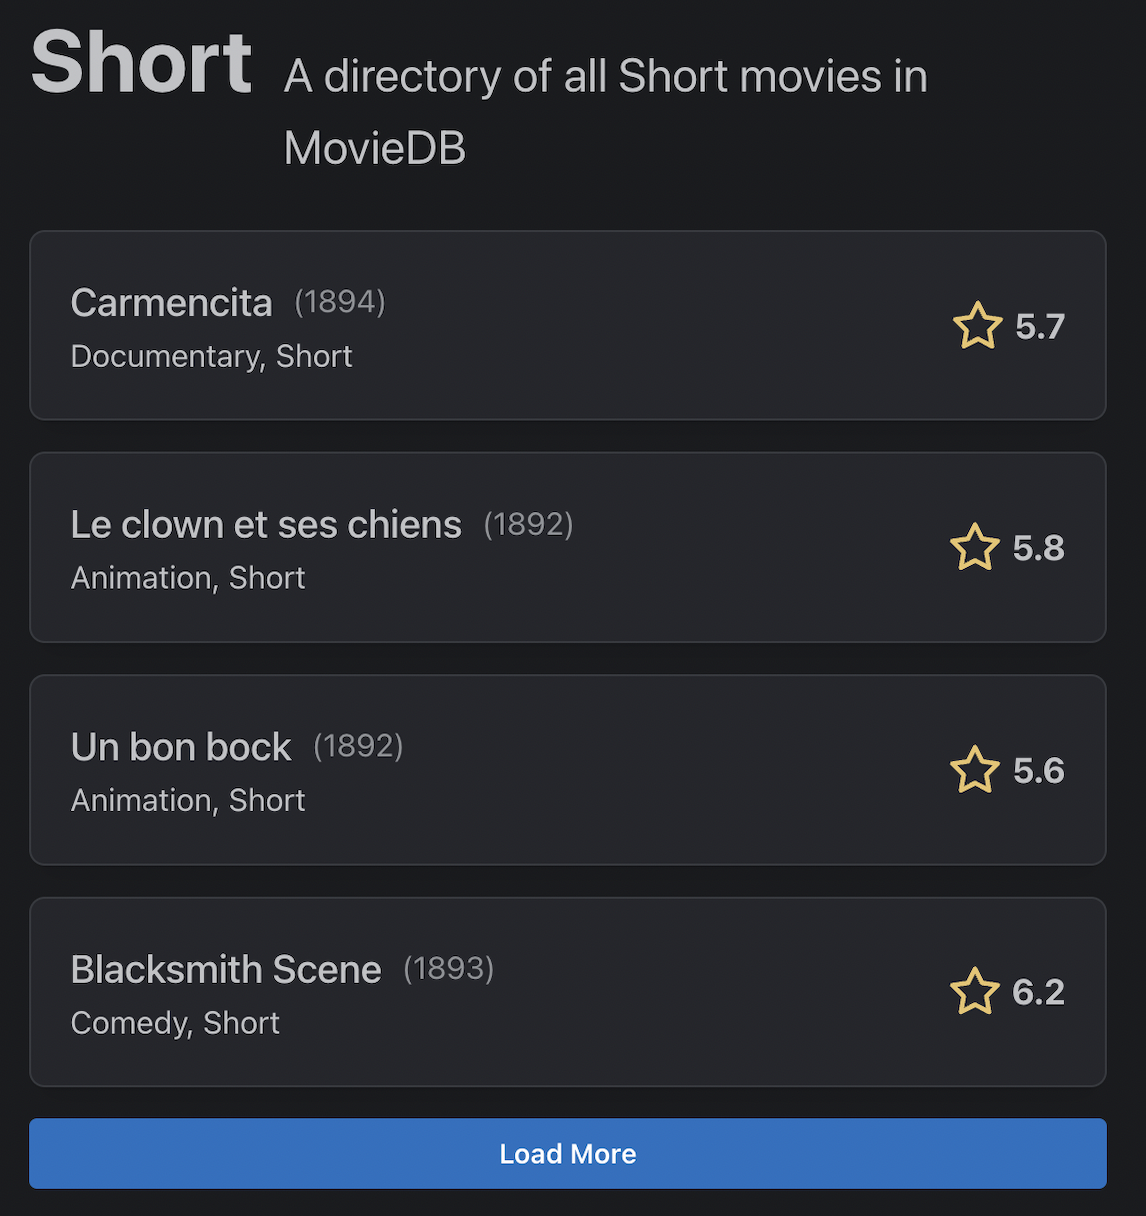 Short
A directory of all Short movies in
MovieDB
Carmencita (1894)
Documentary, Short
5.7
Le clown et ses chiens (1892)
Animation, Short
5.8
Un bon bock (1892)
Animation, Short
5.6
Blacksmith Scene (1893)
Comedy, Short
6.2
Load More